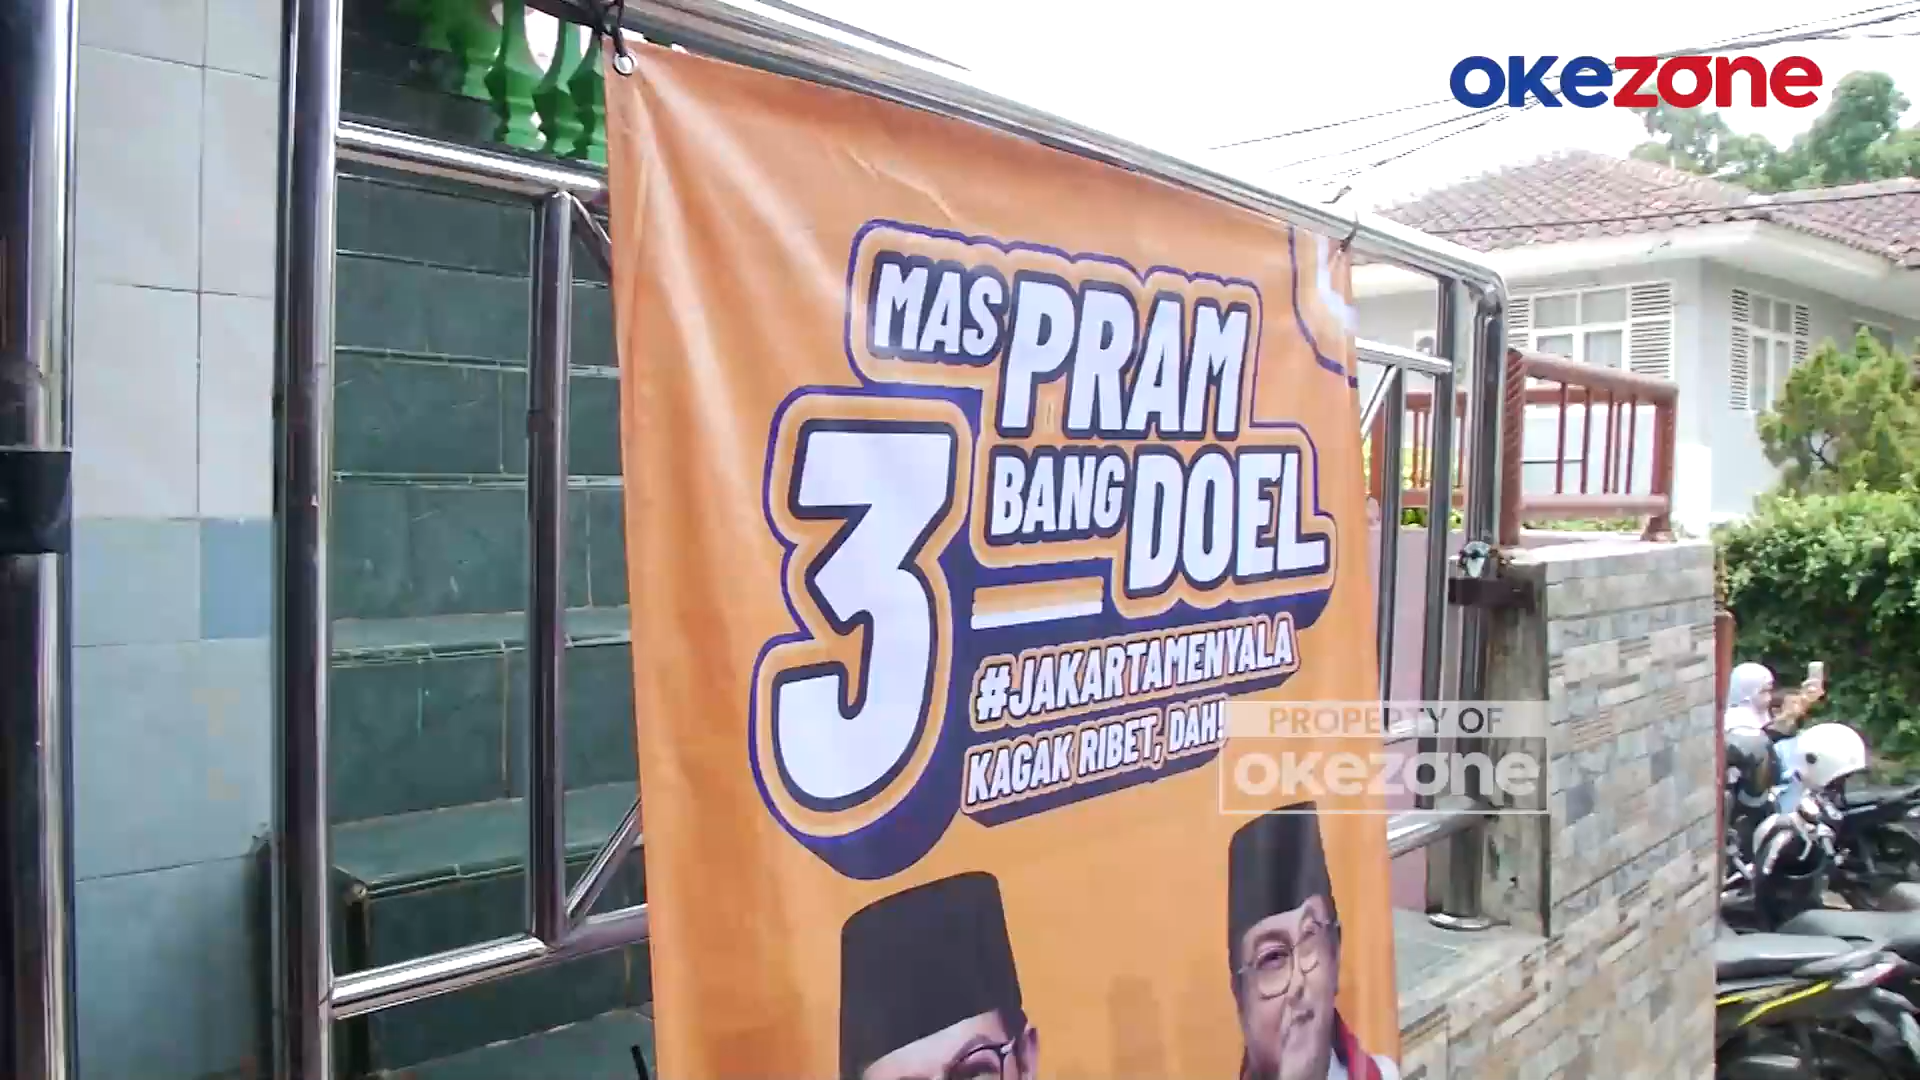 okezone
MAS PRAM
3
BANG DOEL
#JAKARTAMENYALA
KAGAK RIBET, DAH!
PROPERTY OF
okezone